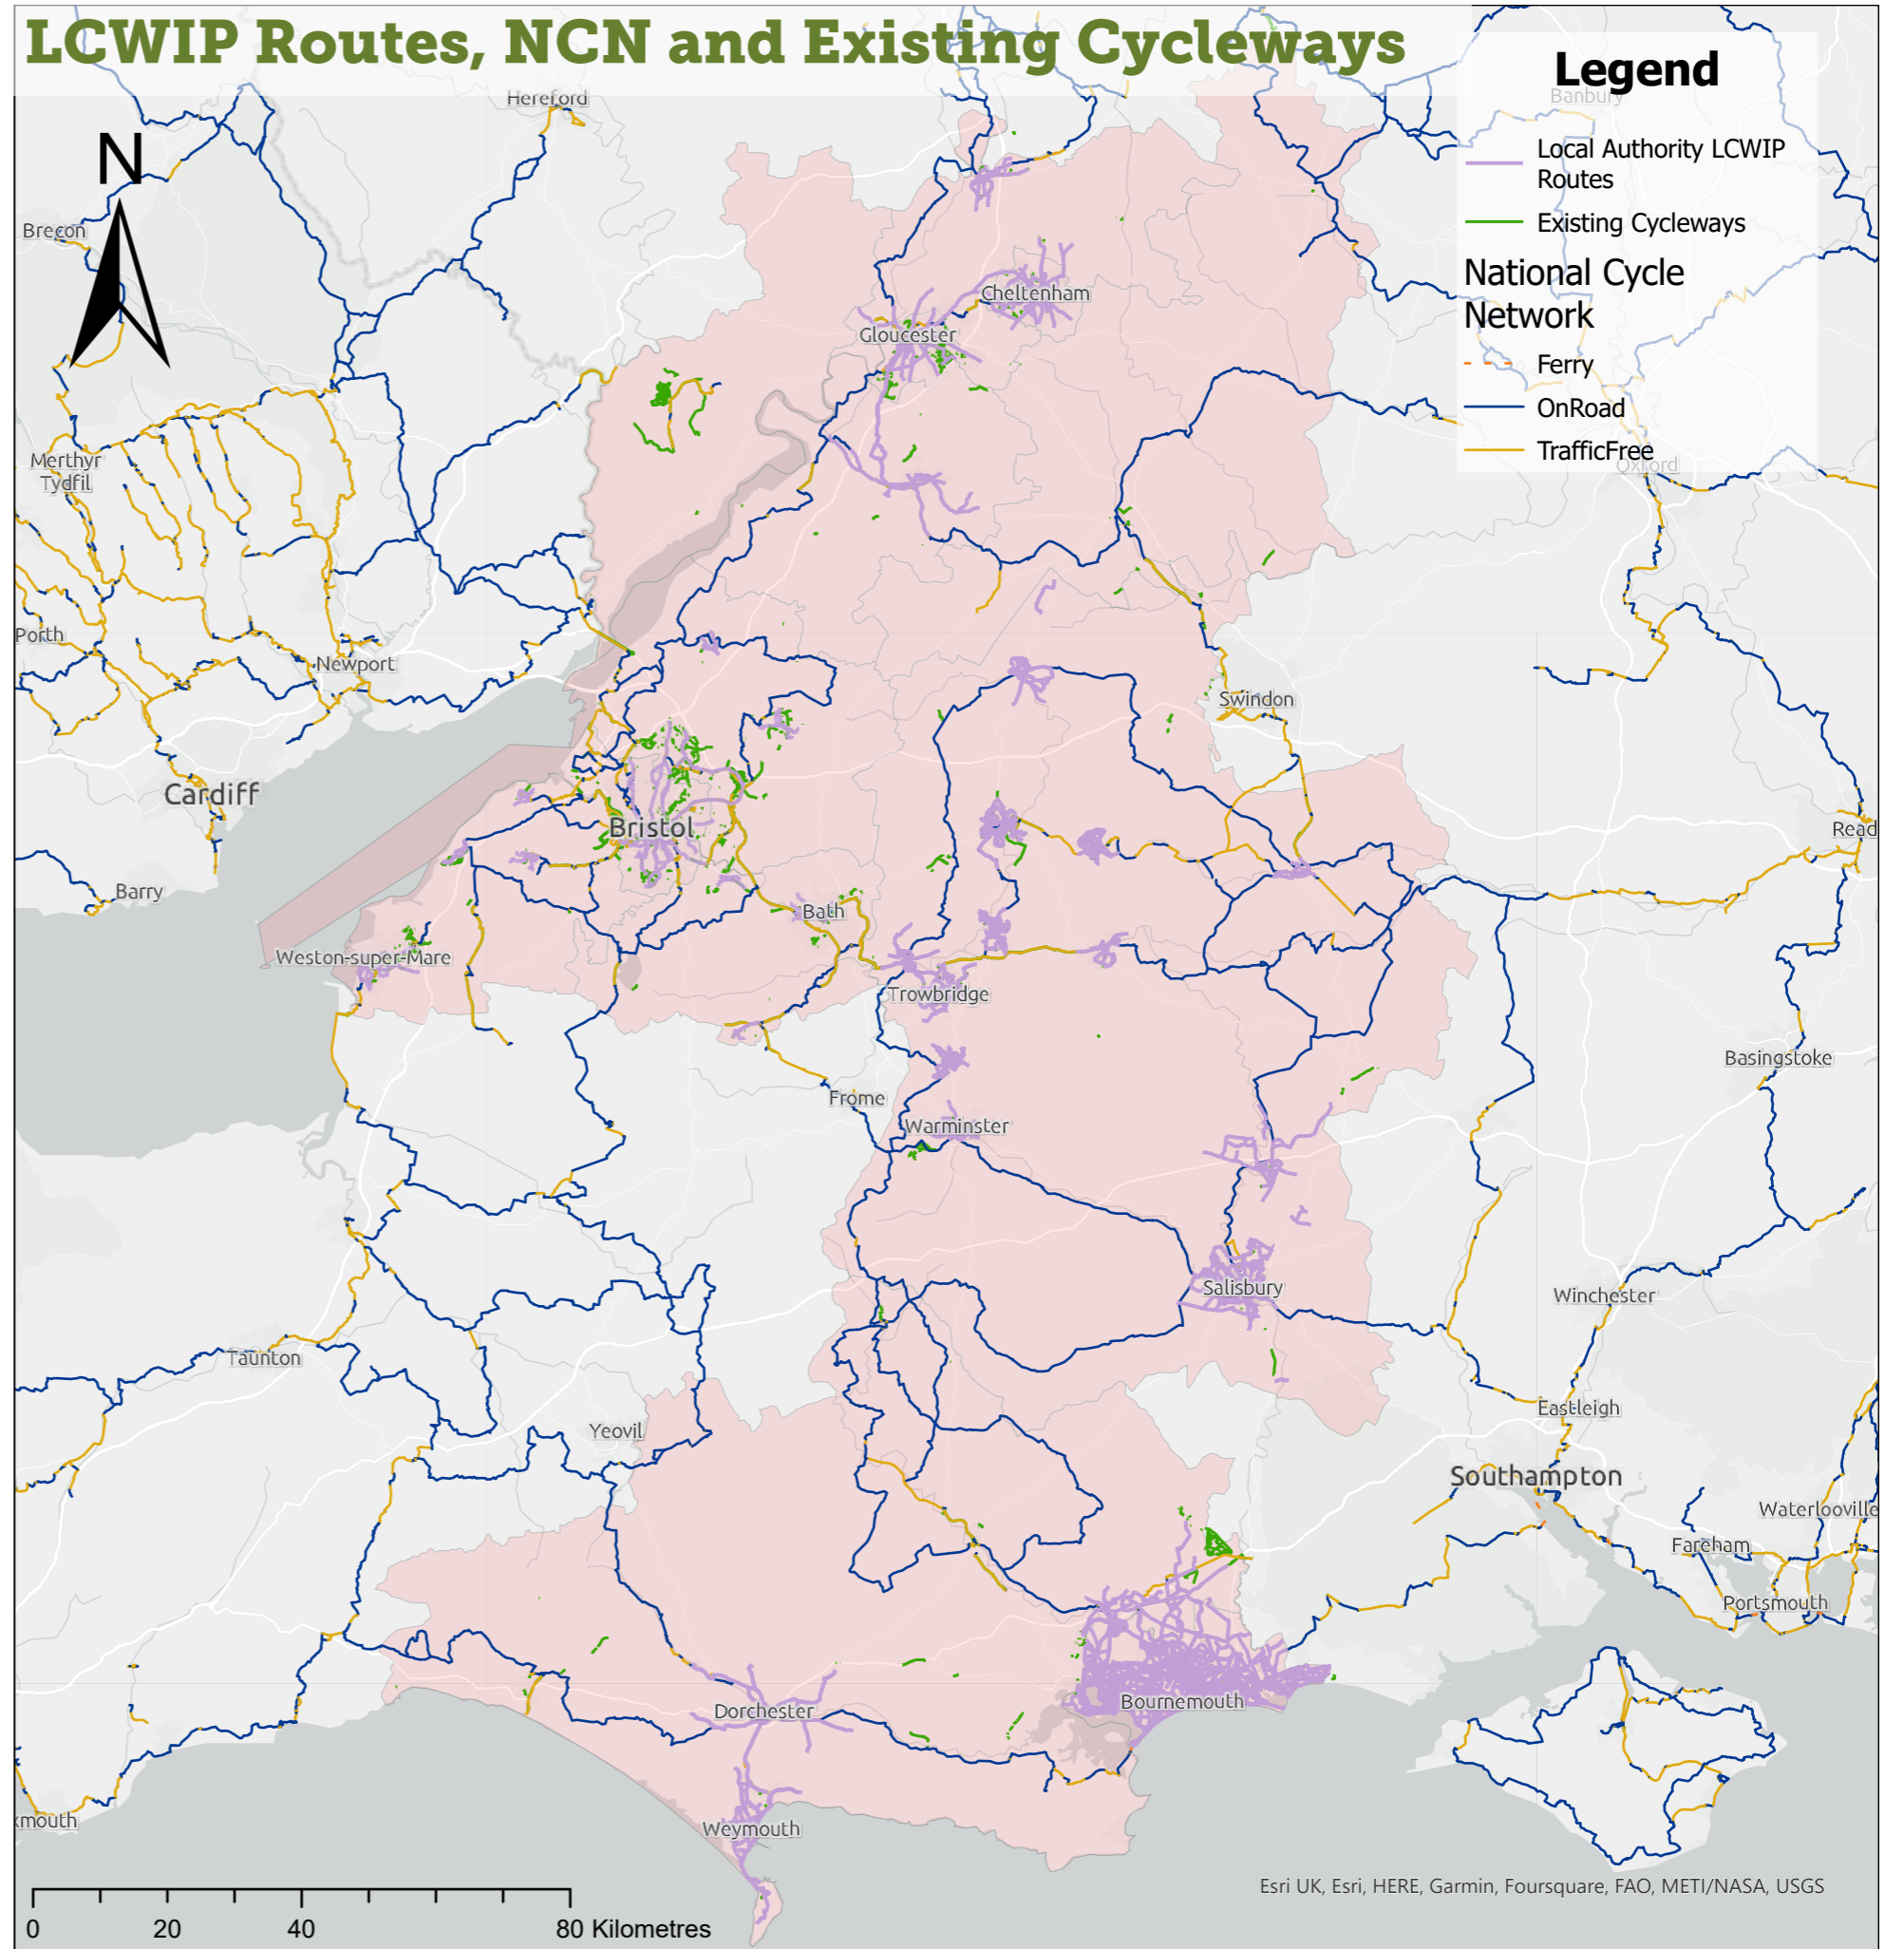 LCWIP Routes, NCN and Existing Cycleways
Legend
Local Authority LCWIP
Routes
Existing Cycleways
National Cycle
Network
Ferry
OnRoad
TrafficFree
N
Hereford
Banbury
Brecon
Cheltenham
Gloucester
Merthyr
Tydfil
Oxford
Porth
Newport
Swindon
Cardiff
Bristol
Read
Barry
Bath
Weston-super-Mare
Trowbridge
Basingstoke
Frome
Warminster
Salisbury
Winchester
Taunton
Eastleigh
Yeovil
Southampton
Waterlooville
Fareham
Portsmouth
Bournemouth
Dorchester
xmouth
Weymouth
Esri UK, Esri, HERE, Garmin, Foursquare, FAO, METI/NASA, USGS
0 20 40 80 Kilometres